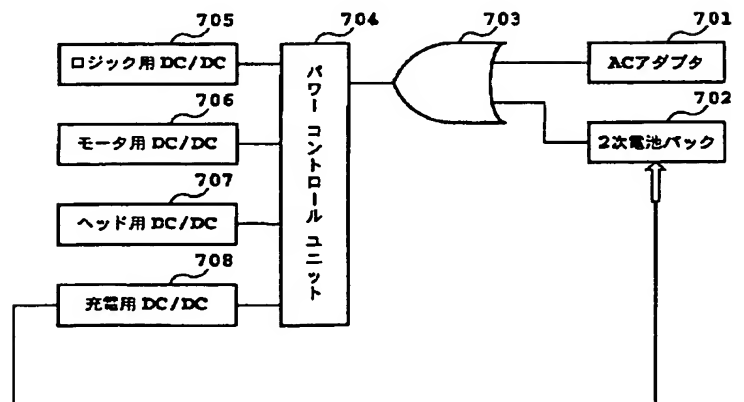 705
ロジック用 DC/DC
706
モータ用 DC/DC
707
ヘッド用 DC/DC
708
充電用 DC/DC
704
パワー コントロール ユニット
703
701
ACアダプタ
702
2次電池パック